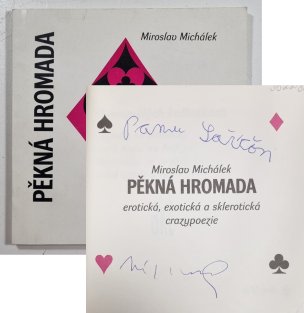 Miroslav Michálek
PĚKNÁ HROMADA
Panu
Miroslav Michálek
PĚKNÁ HROMADA
erotická, exotická a sklerotická
crazypoezie